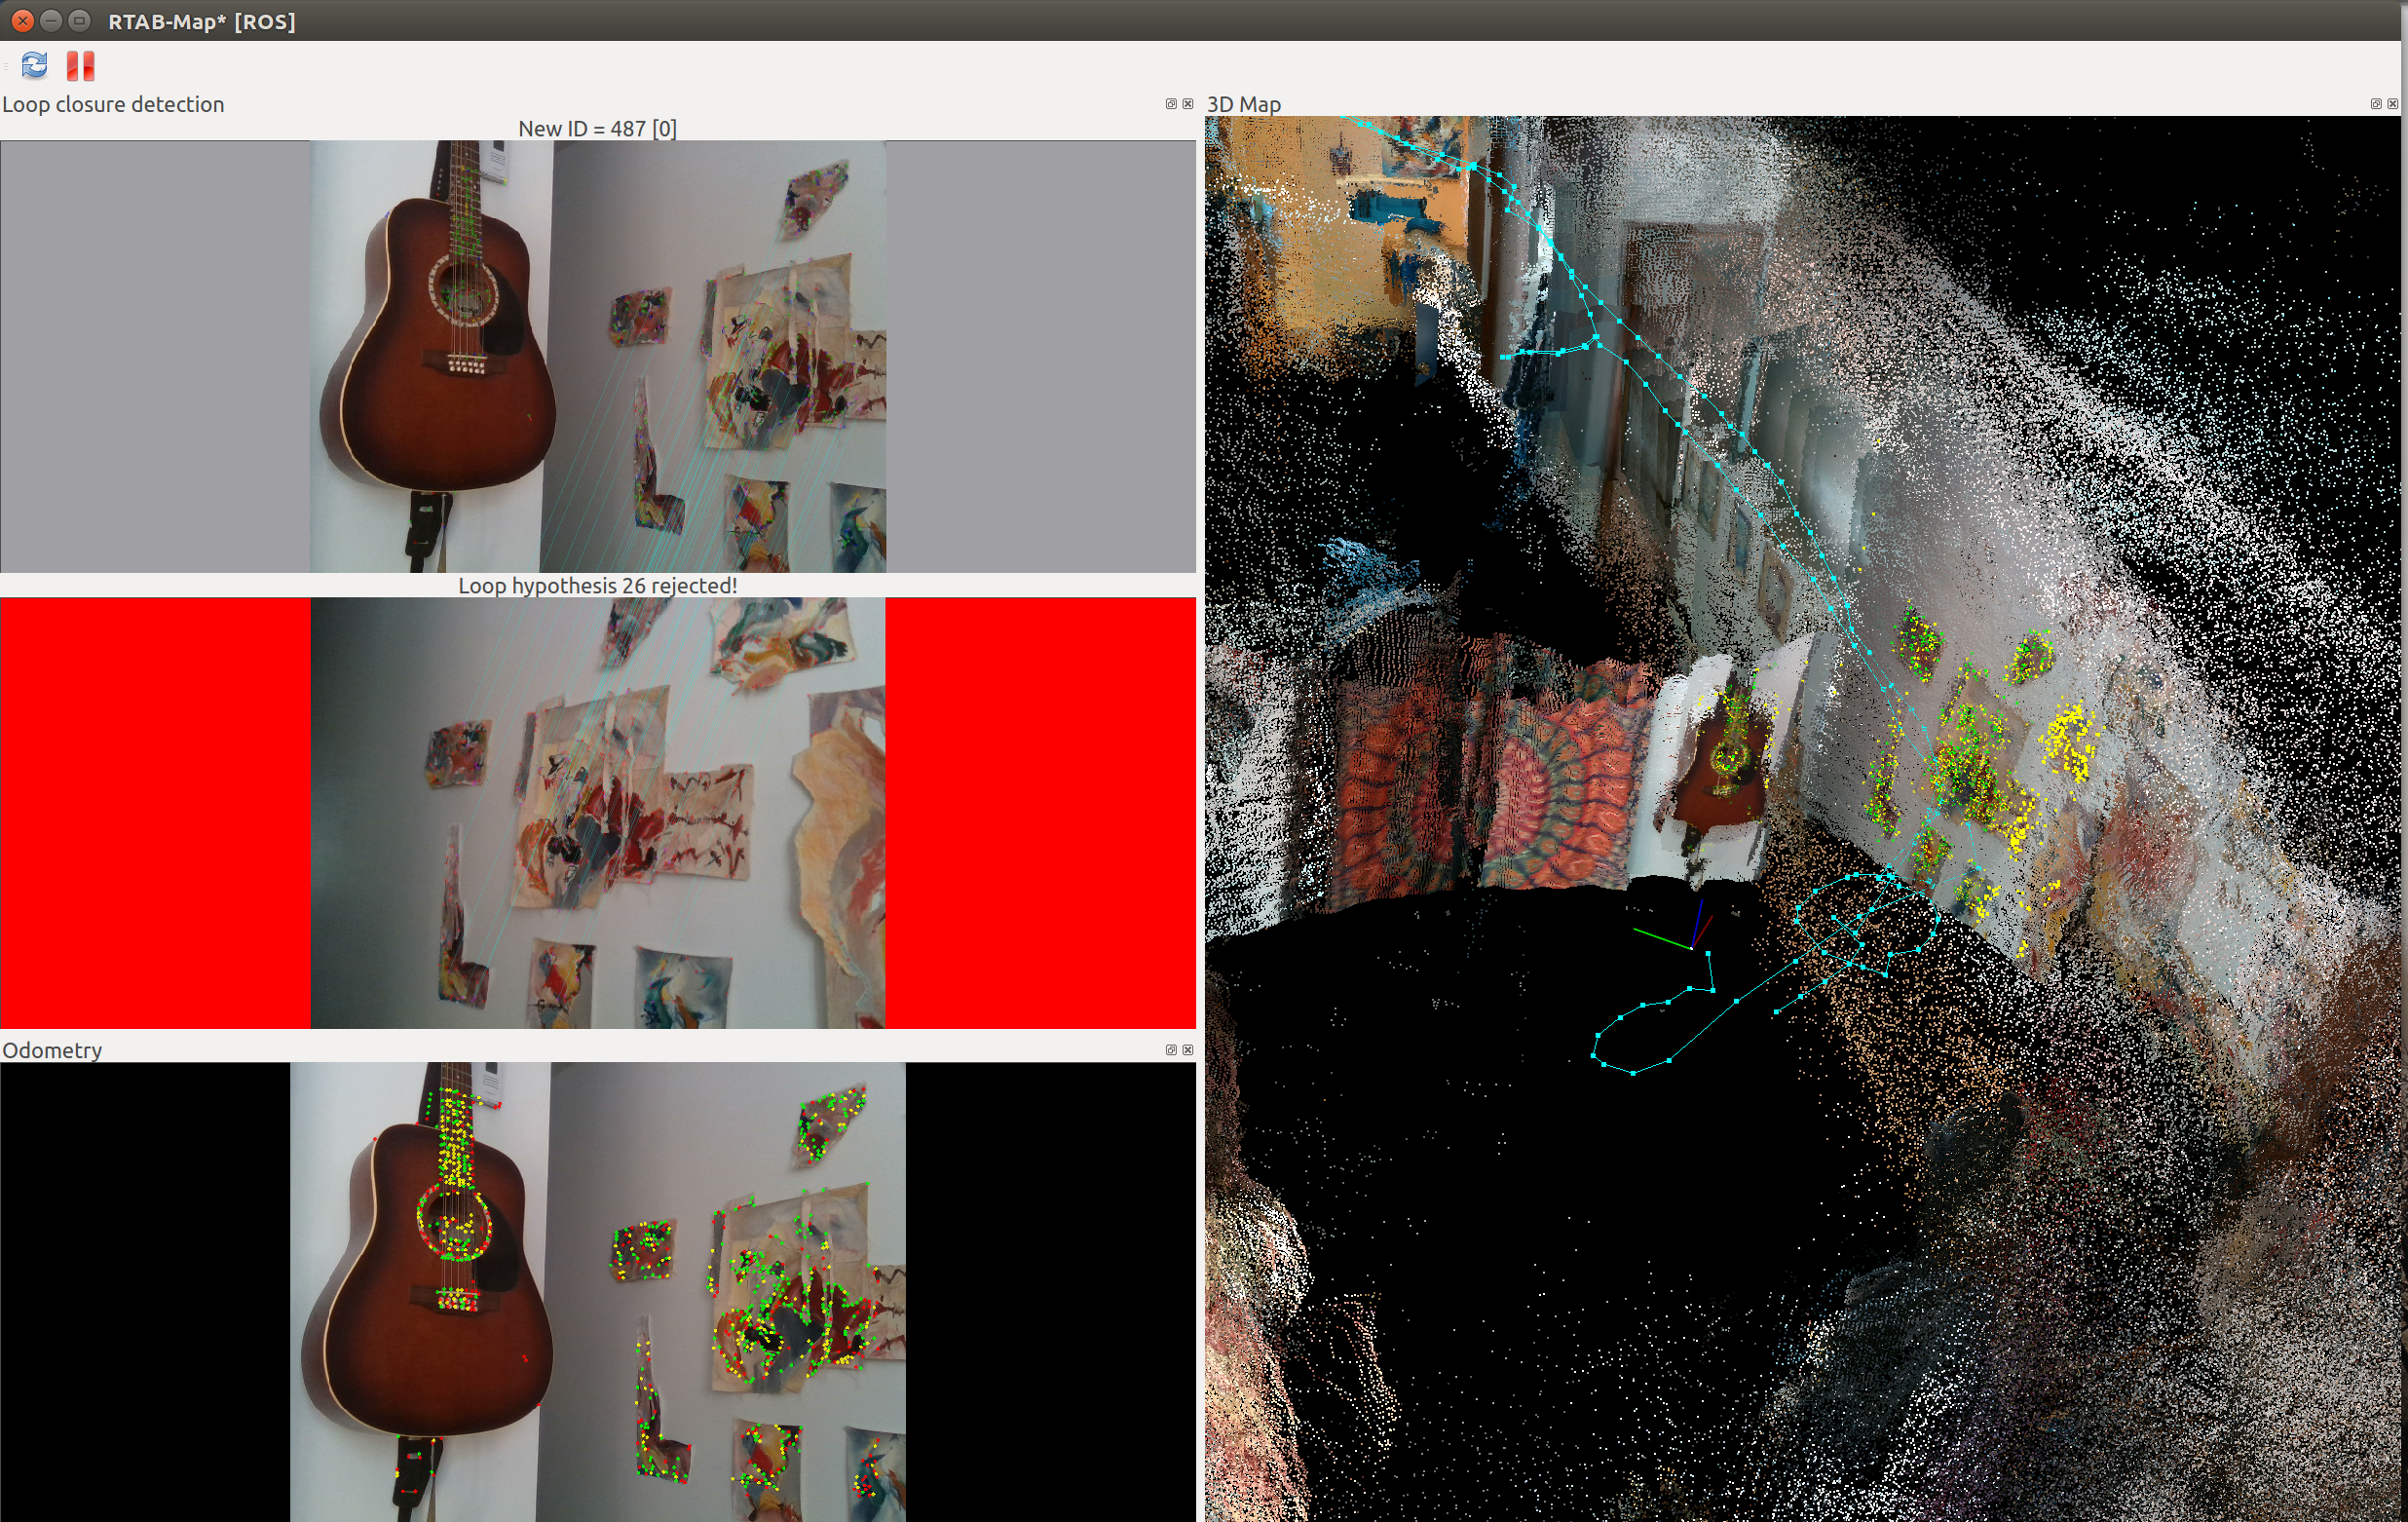 RTAB-Map* [ROS]
Loop closure detection
New ID = 487 [0]
Loop hypothesis 26 rejected!
Odometry
3D Map